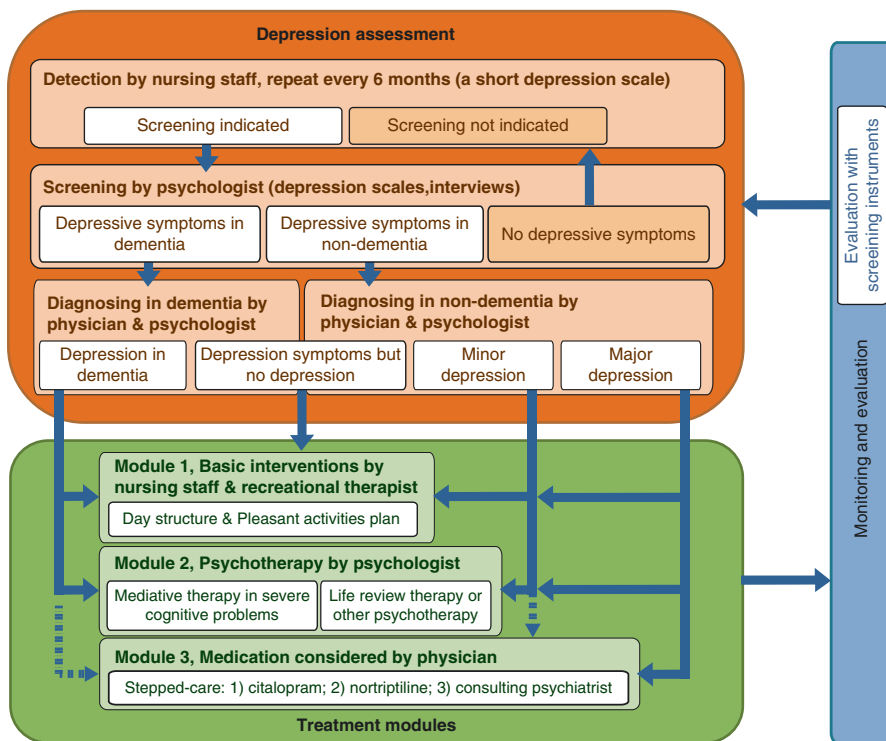 Depression assessment
Detection by nursing staff, repeat every 6 months (a short depression scale)
Screening indicated
Screening not indicated
Screening by psychologist (depression scales,interviews)
Depressive symptoms in
dementia
Depressive symptoms in
non-dementia
No depressive symptoms
Diagnosing in dementia by
physician & psychologist
Diagnosing in non-dementia by
physician & psychologist
Depression in
dementia
Depression symptoms but
no depression
Minor
depression
Major
depression
Module 1, Basic interventions by
nursing staff & recreational therapist
Day structure & Pleasant activities plan
Module 2, Psychotherapy by psychologist
Mediative therapy in severe
cognitive problems
Life review therapy or
other psychotherapy
Module 3, Medication considered by physician
Stepped-care: 1) citalopram; 2) nortriptiline; 3) consulting psychiatrist
Treatment modules
Evaluation with
screeining instruments
Monitoring and evaluation